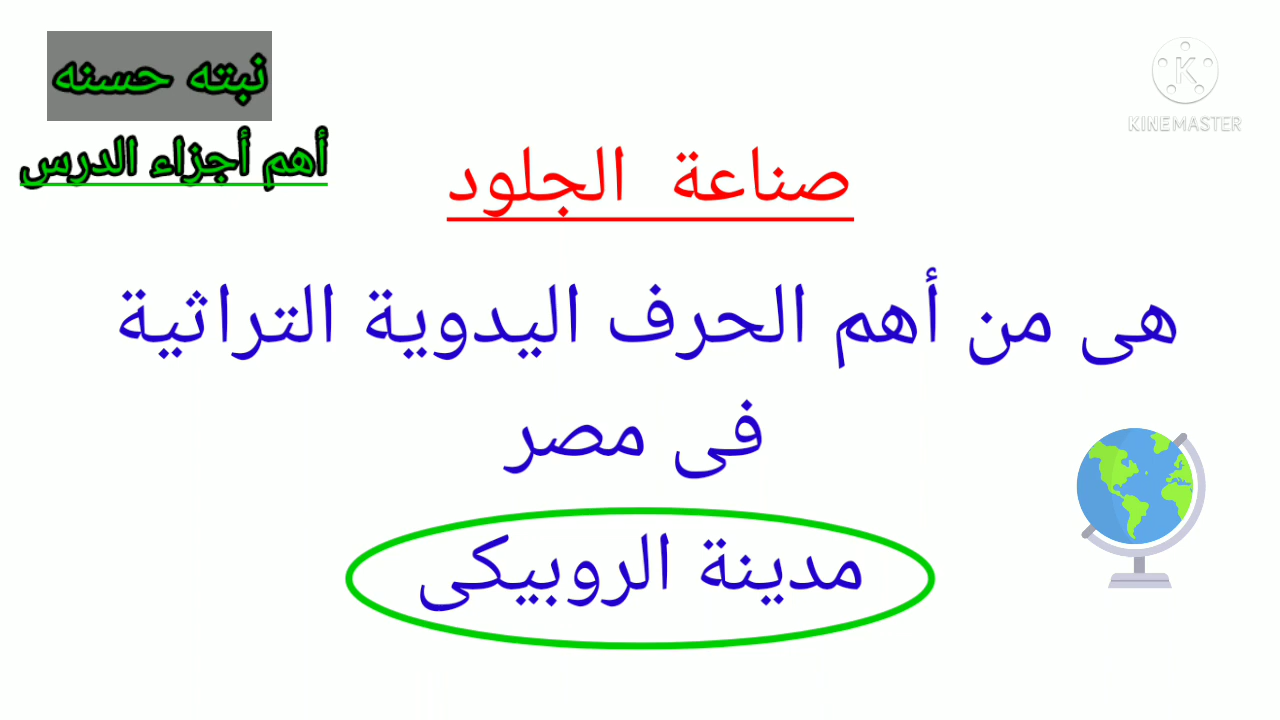 نبته حسنه
أهم أجزاء الدرس
KINEMASTER
صناعة الجلود
هى من أهم الحرف اليدوية التراثية
فى مصر
مدينة الروبيكى